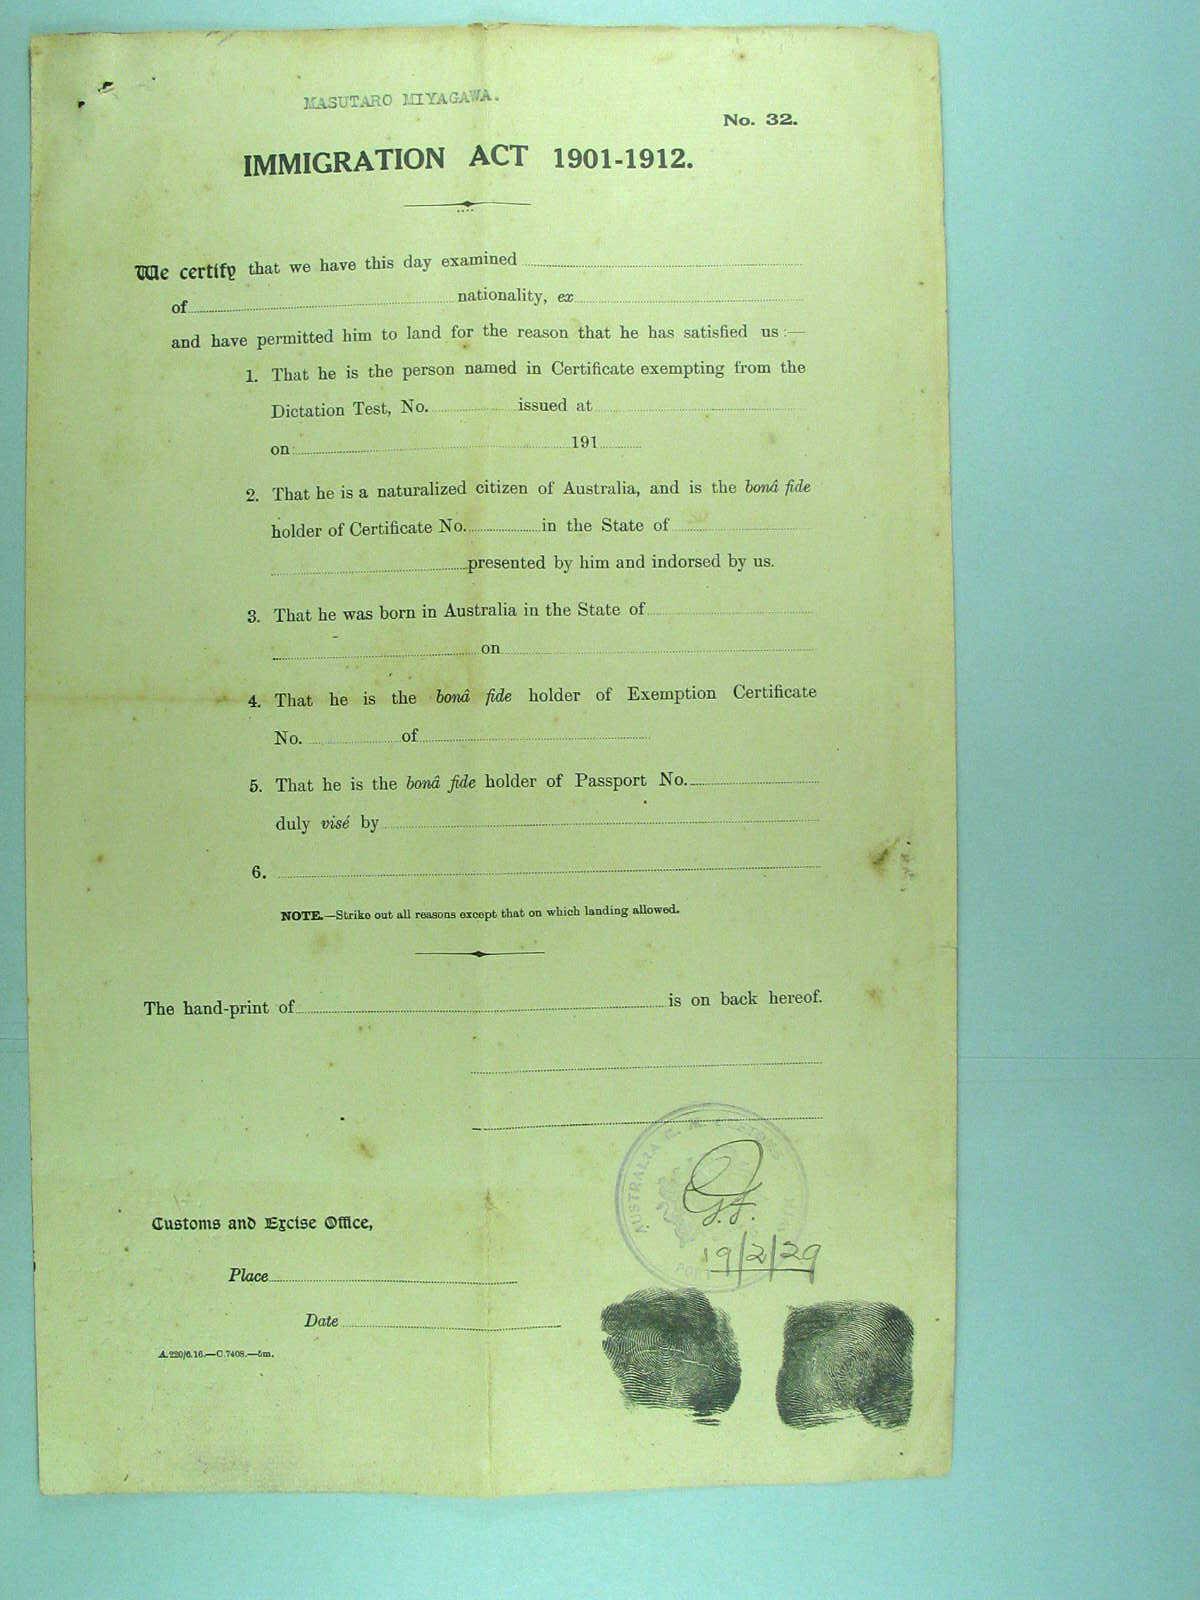 MASUTARO MIYAGAWA.
No. 32.
IMMIGRATION ACT 1901-1912.
We certify that we have this day examined
of nationality, ex
and have permitted him to land for the reason that he has satisfied us:—
1. That he is the person named in Certificate exempting from the
Dictation Test, No. issued at
on 191
2. That he is a naturalized citizen of Australia, and is the bonâ fide
holder of Certificate No. in the State of
presented by him and indorsed by us.
3. That he was born in Australia in the State of
on
4. That he is the bonâ fide holder of Exemption Certificate
No. of
5. That he is the bonâ fide holder of Passport No.
duly visé by
6.
NOTE.—Strike out all reasons except that on which landing allowed.
The hand-print of is on back hereof.
AUSTRALIA
PORT
19/2/29
Customs and Excise Office,
Place
Date
A.220/6.16.—C.7408.—5m.